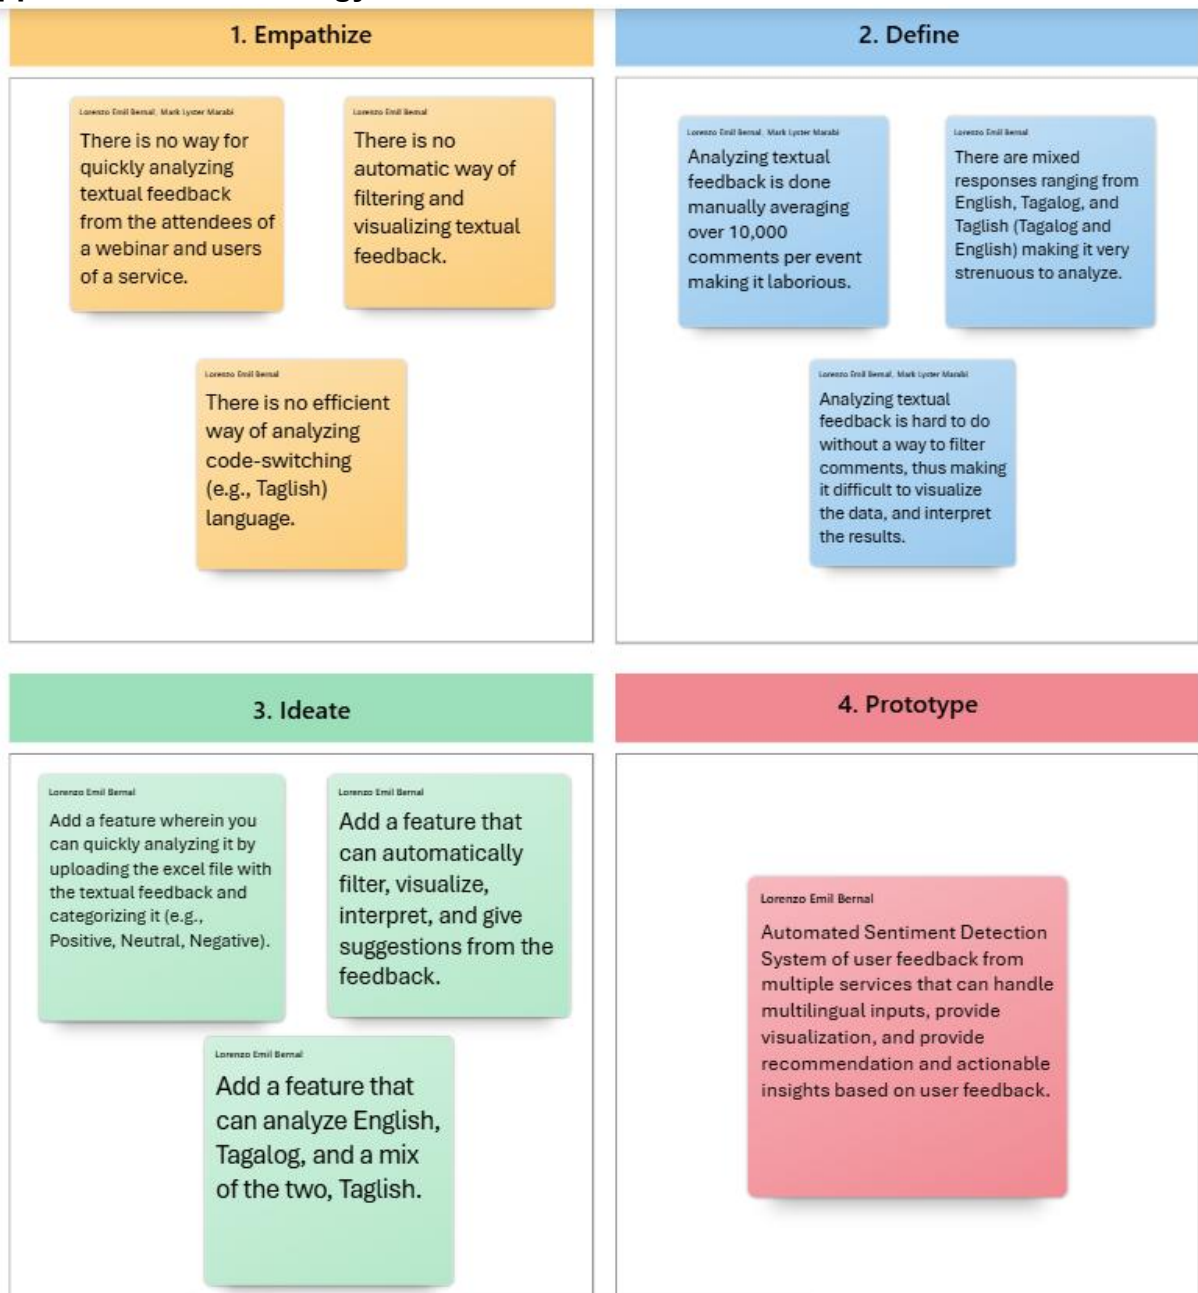 1. Empathize
Lorenzo Emil Bernal, Mark Lyster Marabi
There is no way for
quickly analyzing
textual feedback
from the attendees of
a webinar and users
of a service.
Lorenzo Emil Bernal
There is no
automatic way of
filtering and
visualizing textual
feedback.
Lorenzo Emil Bernal
There is no efficient
way of analyzing
code-switching
(e.g., Taglish)
language.
2. Define
Lorenzo Emil Bernal, Mark Lyster Marabi
Analyzing textual
feedback is done
manually averaging
over 10,000
comments per event
making it laborious.
Lorenzo Emil Bernal
There are mixed
responses ranging from
English, Tagalog, and
Taglish (Tagalog and
English) making it very
strenuous to analyze.
Lorenzo Emil Bernal, Mark Lyster Marabi
Analyzing textual
feedback is hard to do
without a way to filter
comments, thus making
it difficult to visualize
the data, and interpret
the results.
3. Ideate
Lorenzo Emil Bernal
Add a feature wherein you
can quickly analyzing it by
uploading the excel file with
the textual feedback and
categorizing it (e.g.,
Positive, Neutral, Negative).
Lorenzo Emil Bernal
Add a feature that
can automatically
filter, visualize,
interpret, and give
suggestions from the
feedback.
Lorenzo Emil Bernal
Add a feature that
can analyze English,
Tagalog, and a mix
of the two, Taglish.
4. Prototype
Lorenzo Emil Bernal
Automated Sentiment Detection
System of user feedback from
multiple services that can handle
multilingual inputs, provide
visualization, and provide
recommendation and actionable
insights based on user feedback.